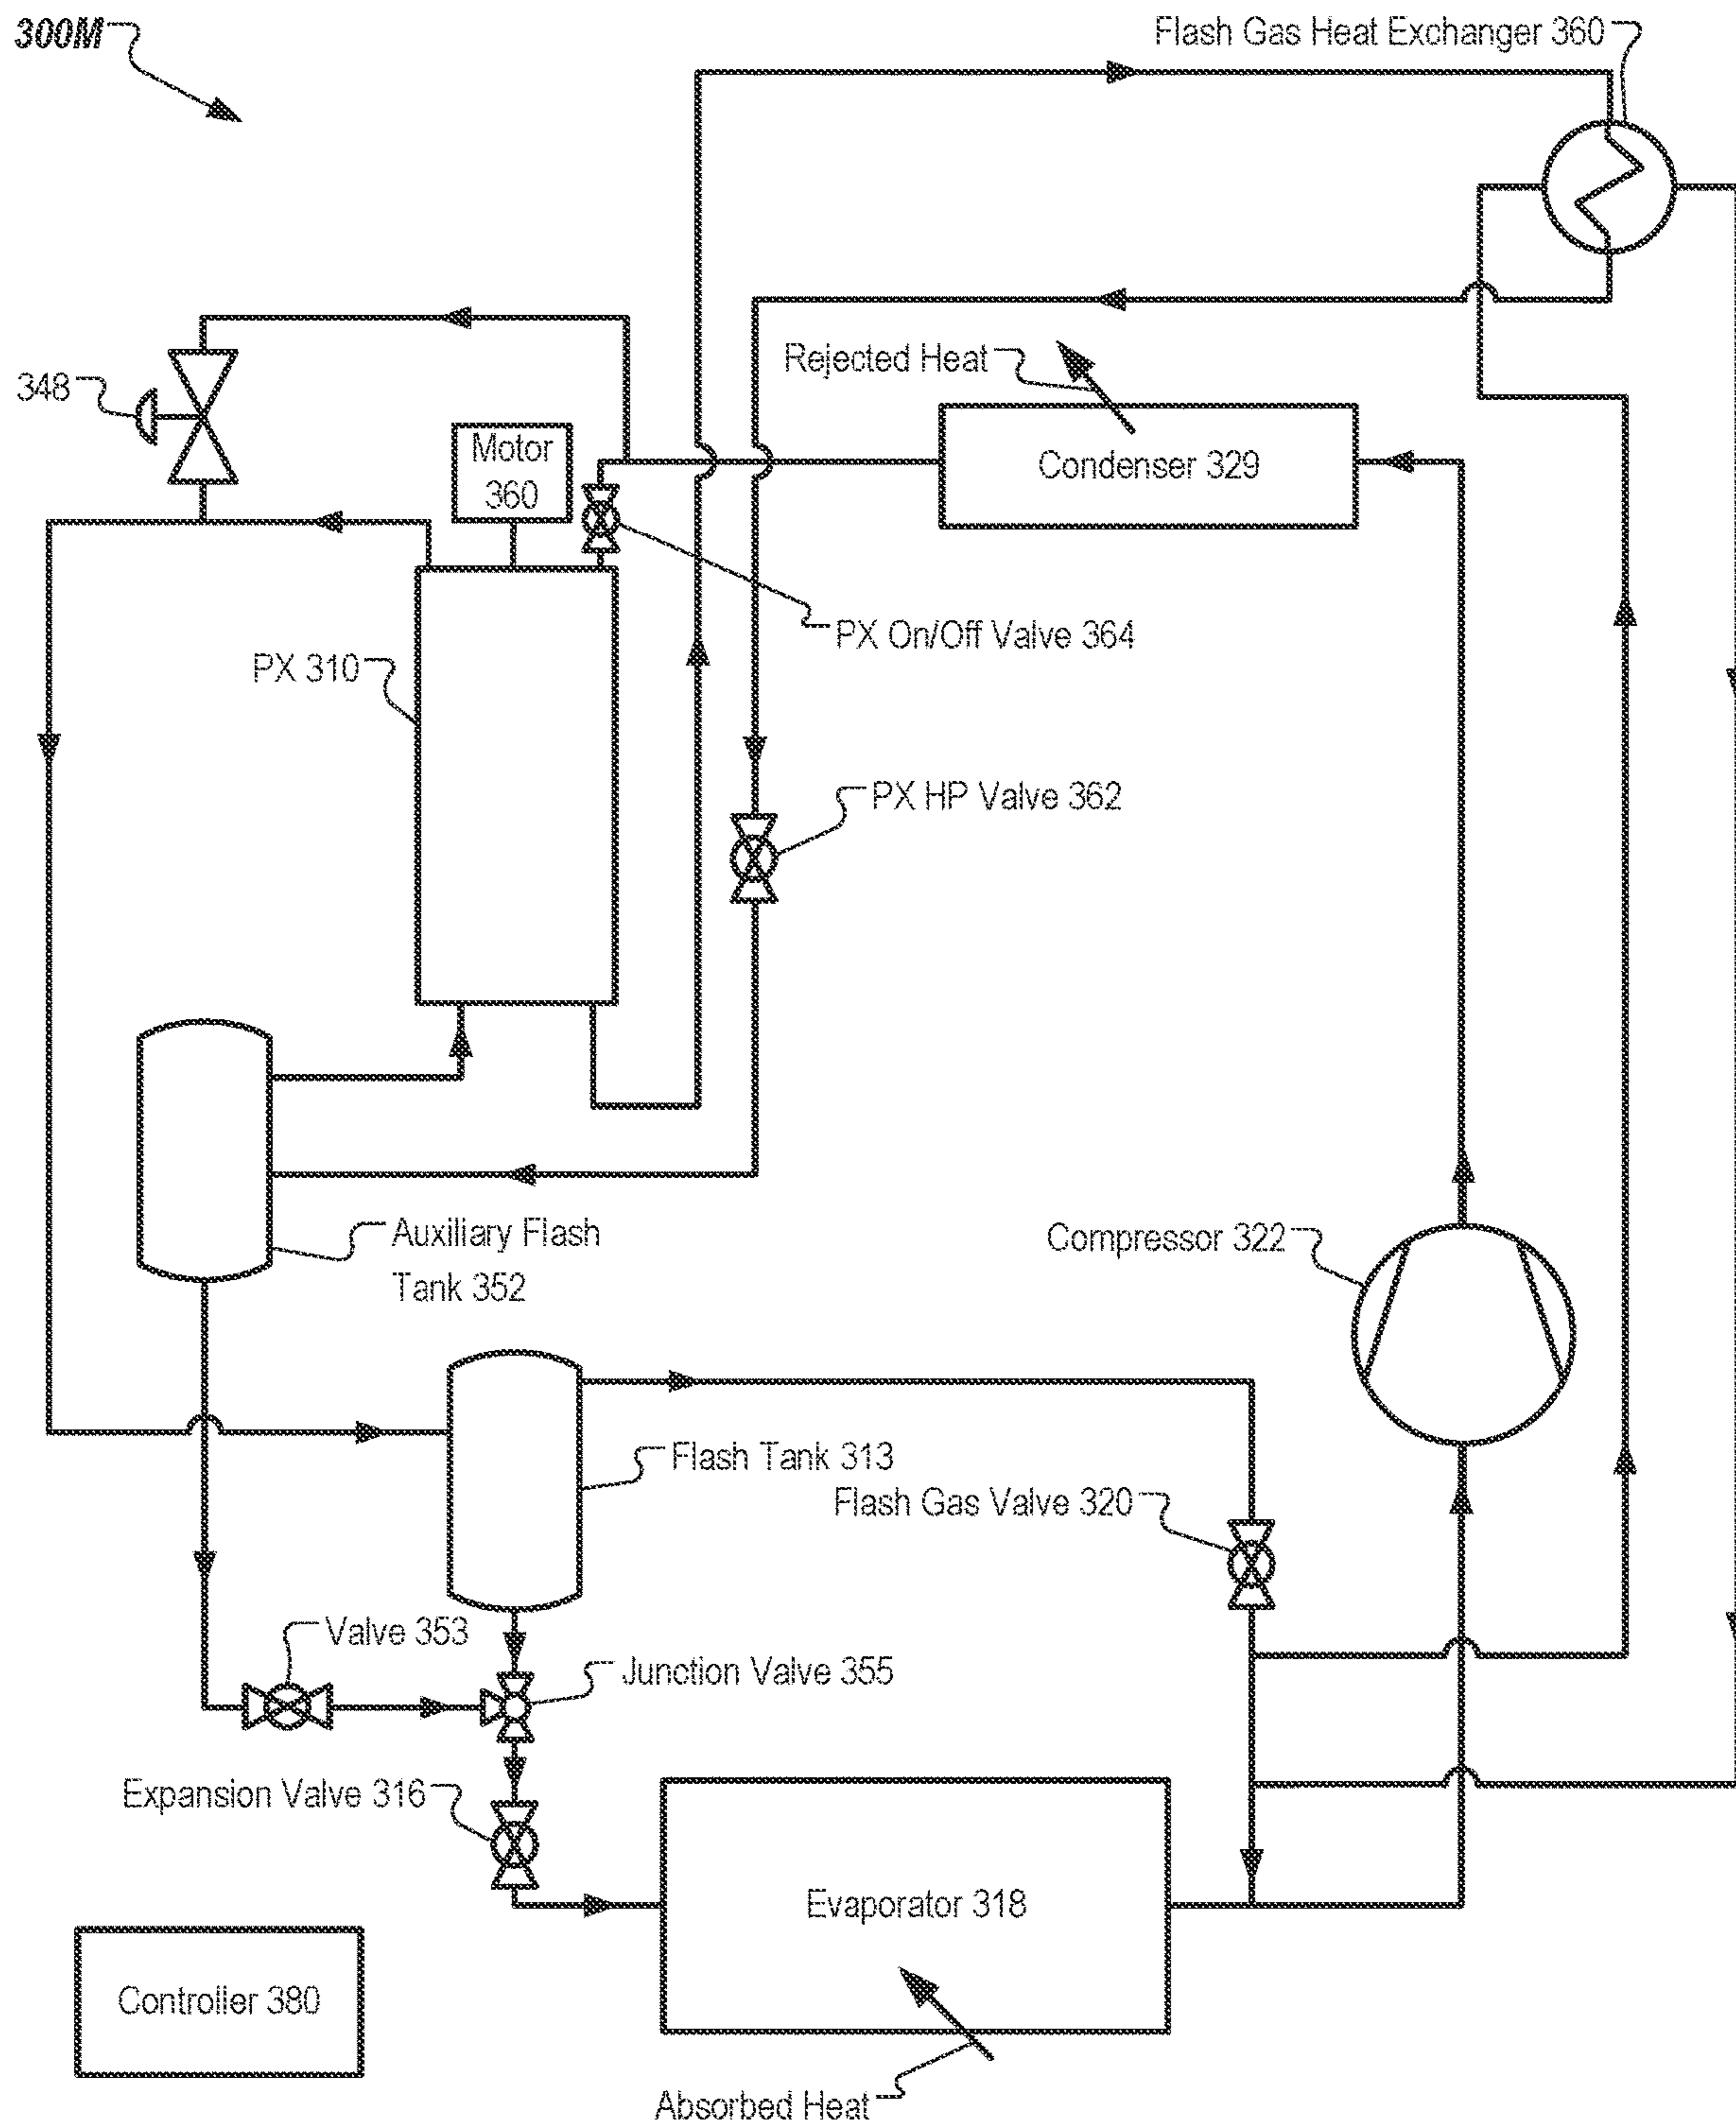 300M
Flash Gas Heat Exchanger 360
Rejected Heat
348
Motor
360
Condenser 329
PX On/Off Valve 364
PX 310
PX HP Valve 362
Auxiliary Flash
Tank 352
Compressor 322
Flash Tank 313
Flash Gas Valve 320
Valve 353
Junction Valve 355
Expansion Valve 316
Evaporator 318
Controller 380
Absorbed Heat